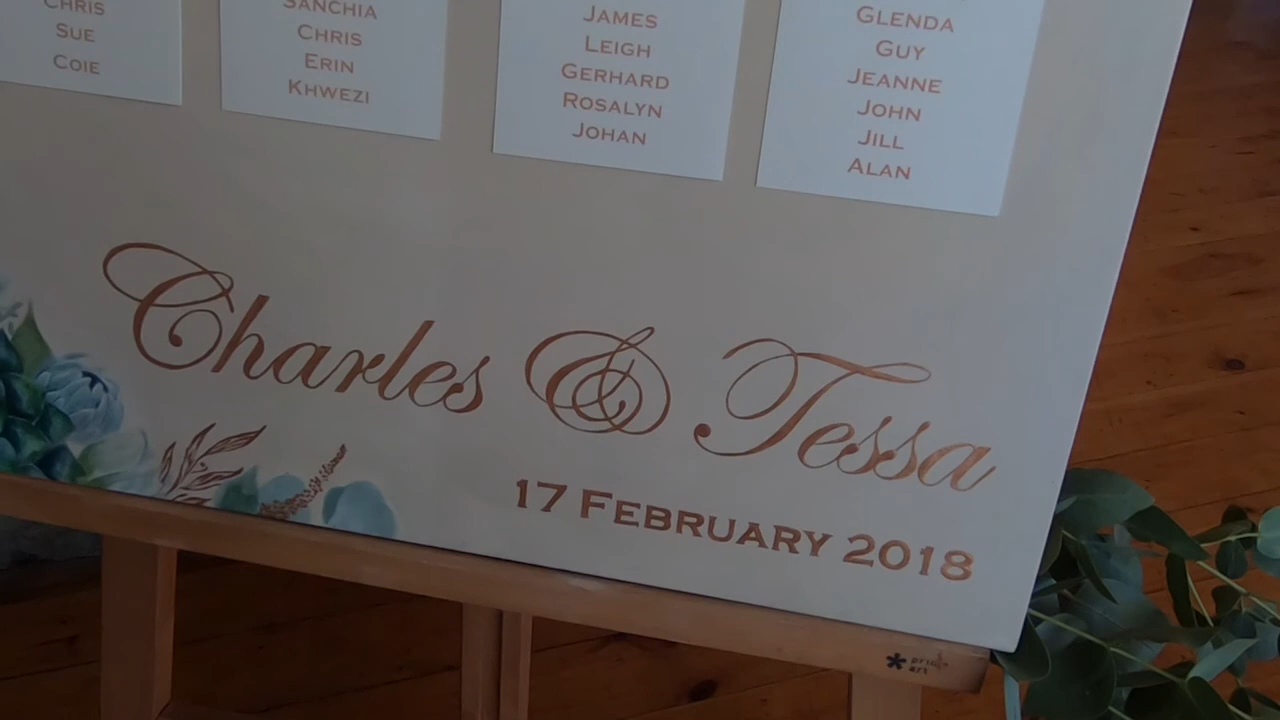 CHRIS
SUE
COIE
SANCHIA
CHRIS
ERIN
KHWEZI
JAMES
LEIGH
GERHARD
ROSALYN
JOHAN
GLENDA
GUY
JEANNE
JOHN
JILL
ALAN
Charles & Tessa
17 FEBRUARY 2018
art